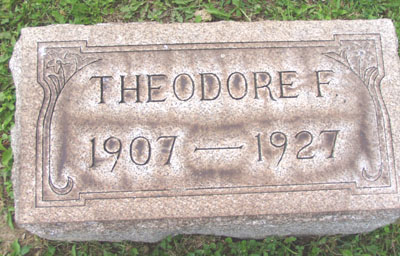 THEODORE F.
1907 — 1927